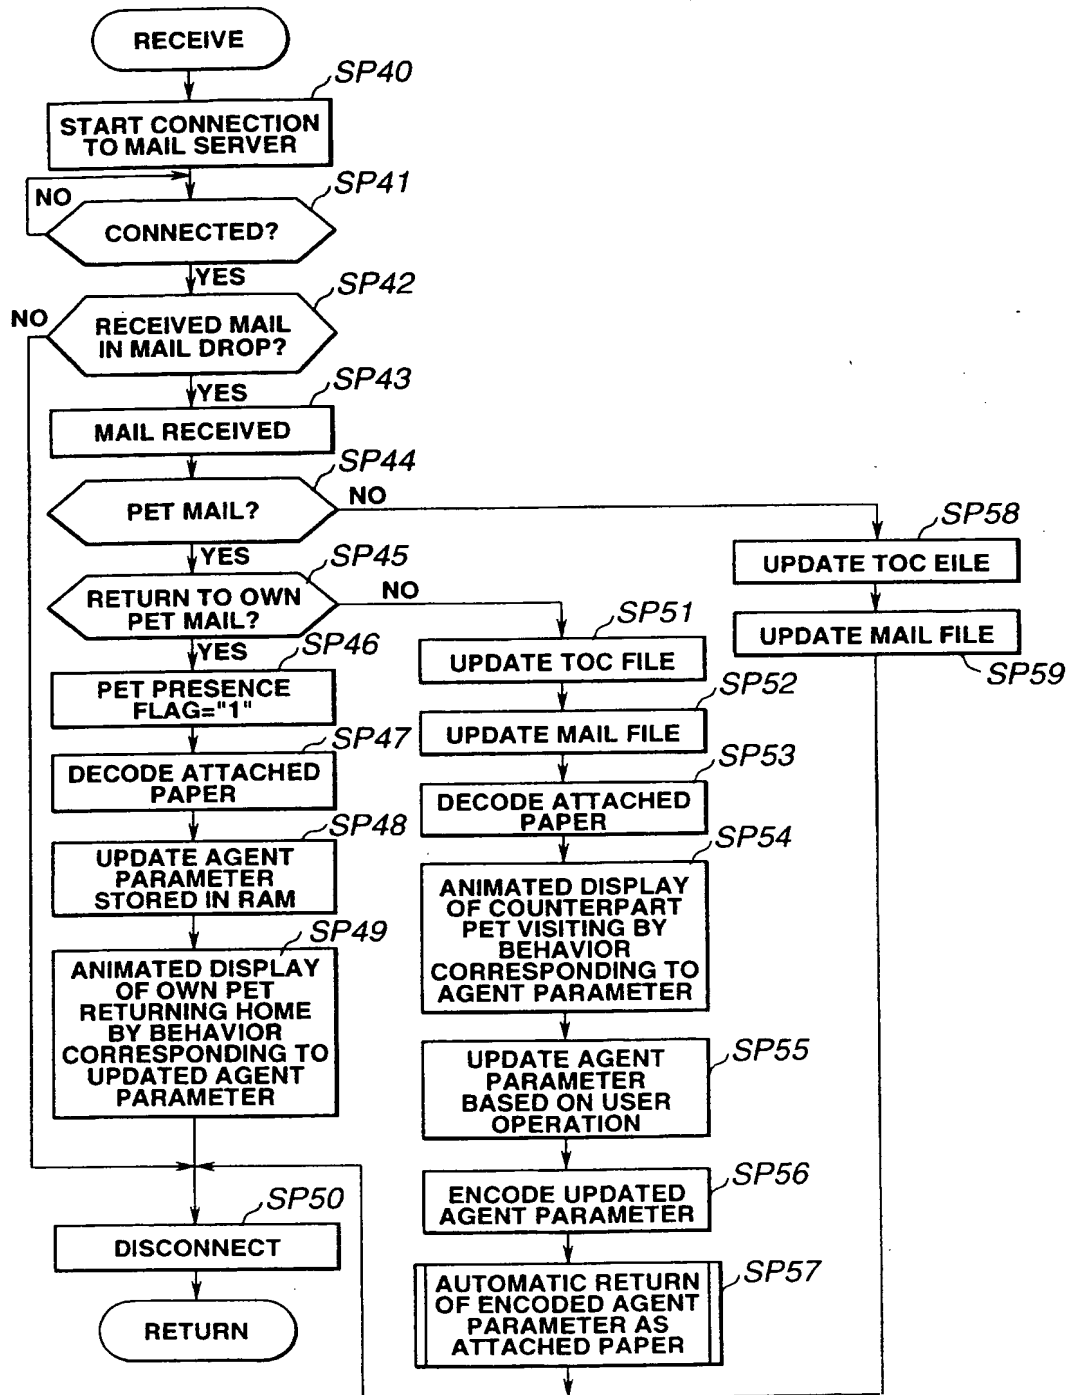 RECEIVE
SP40
START CONNECTION
TO MAIL SERVER
SP41
NO
CONNECTED?
YES
SP42
NO
RECEIVED MAIL
IN MAIL DROP?
YES
SP43
MAIL RECEIVED
SP44
PET MAIL?
NO
YES
SP45
RETURN TO OWN
PET MAIL?
NO
YES
SP46
PET PRESENCE
FLAG="1"
SP47
DECODE ATTACHED
PAPER
SP48
UPDATE AGENT
PARAMETER
STORED IN RAM
SP49
ANIMATED DISPLAY
OF OWN PET
RETURNING HOME
BY BEHAVIOR
CORRESPONDING TO
UPDATED AGENT
PARAMETER
SP50
DISCONNECT
RETURN
SP51
UPDATE TOC FILE
SP52
UPDATE MAIL FILE
SP53
DECODE ATTACHED
PAPER
SP54
ANIMATED DISPLAY
OF COUNTERPART
PET VISITING BY
BEHAVIOR
CORRESPONDING TO
AGENT PARAMETER
SP55
UPDATE AGENT
PARAMETER
BASED ON USER
OPERATION
SP56
ENCODE UPDATED
AGENT PARAMETER
SP57
AUTOMATIC RETURN
OF ENCODED AGENT
PARAMETER AS
ATTACHED PAPER
SP58
UPDATE TOC EILE
UPDATE MAIL FILE
SP59